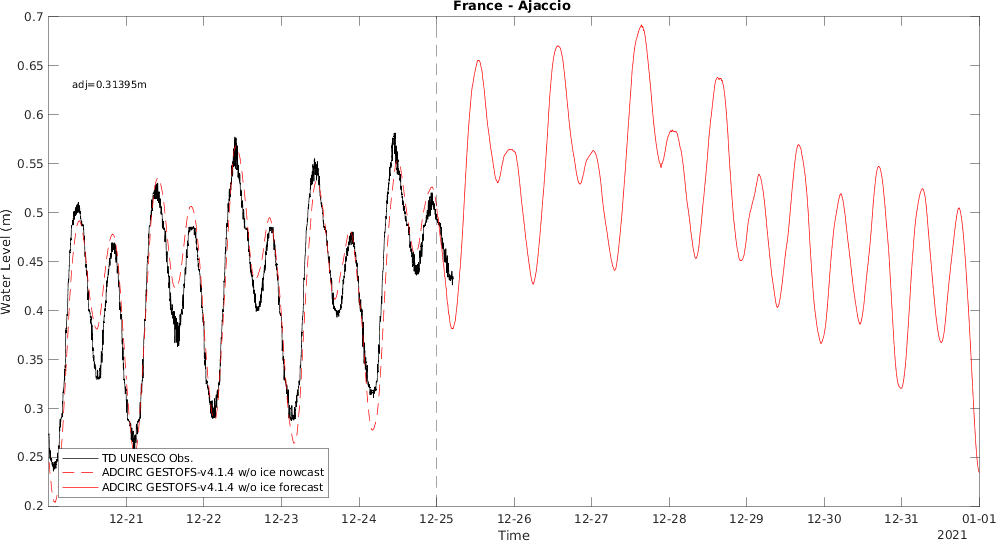 France - Ajaccio
0.7
0.65
0.6
0.55
0.5
0.45
0.4
0.35
0.3
0.25
0.2
Water Level (m)
adj=0.31395m
TD UNESCO Obs.
ADCIRC GESTOFS-v4.1.4 w/o ice nowcast
ADCIRC GESTOFS-v4.1.4 w/o ice forecast
12-21 12-22 12-23 12-24 12-25 12-26 12-27 12-28 12-29 12-30 12-31 01-01
Time
2021